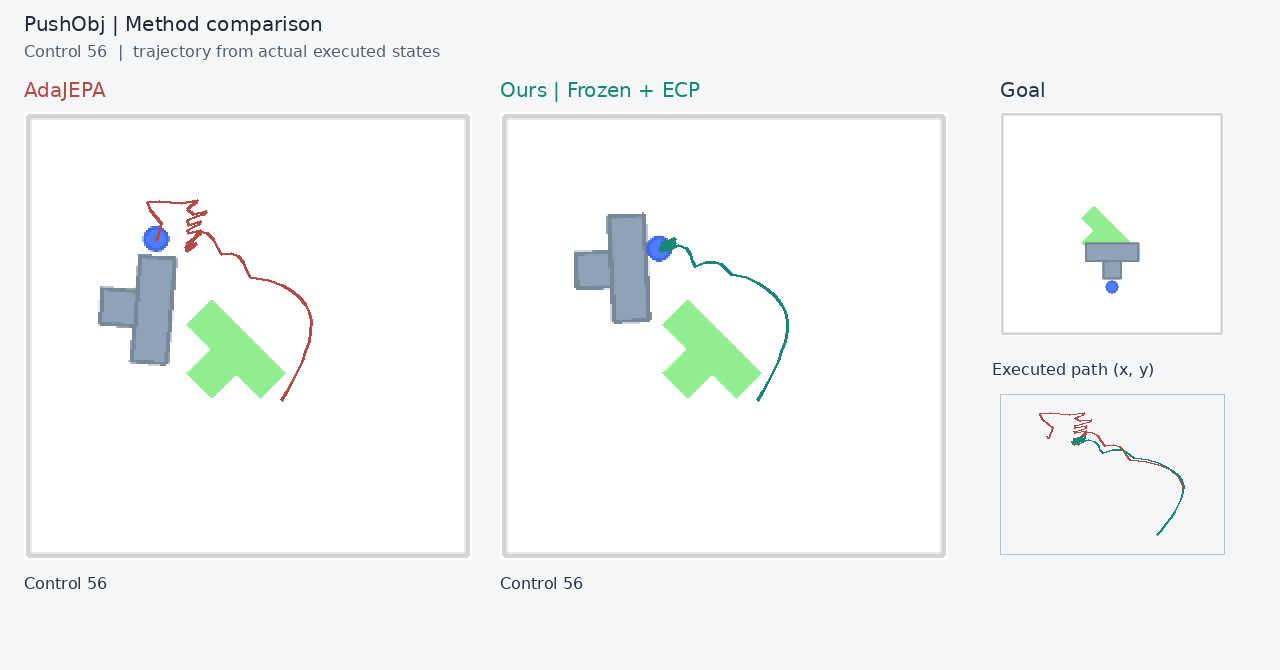 PushObj | Method comparison
Control 56 | trajectory from actual executed states
AdaJEPA
Ours | Frozen + ECP
Goal
Executed path (x, y)
Control 56
Control 56